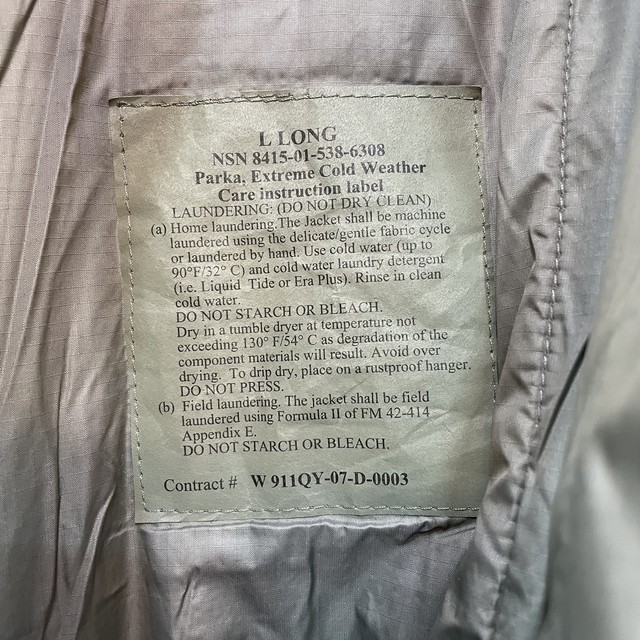 L LONG
NSN 8415-01-538-6308
Parka, Extreme Cold Weather
Care instruction label
LAUNDERING: (DO NOT DRY CLEAN)
(a) Home laundering.The Jacket shall be machine
laundered using the delicate/gentle fabric cycle
or laundered by hand. Use cold water (up to
90°F/32° C) and cold water laundry detergent
(i.e. Liquid Tide or Era Plus). Rinse in clean
cold water.
DO NOT STARCH OR BLEACH.
Dry in a tumble dryer at temperature not
exceeding 130° F/54° C as degradation of the
component materials will result. Avoid over
drying. To drip dry, place on a rustproof hanger.
DO NOT PRESS.
(b) Field laundering. The jacket shall be field
laundered using Formula II of FM 42-414
Appendix E.
DO NOT STARCH OR BLEACH.
Contract # W 911QY-07-D-0003